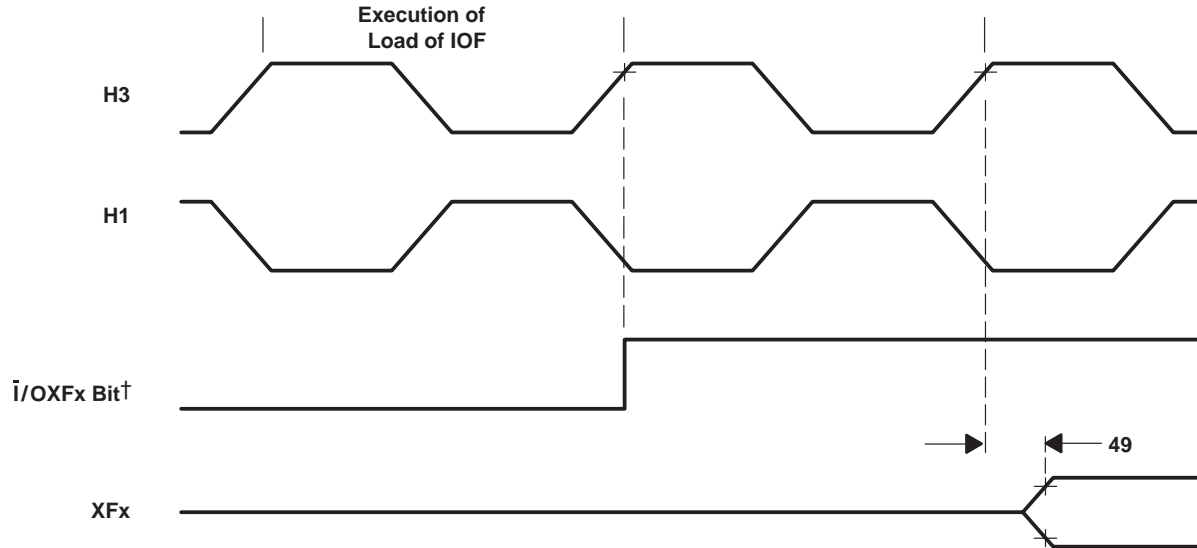 Execution of
Load of IOF
H3
H1
Ī/OXFx Bit†
49
XFx